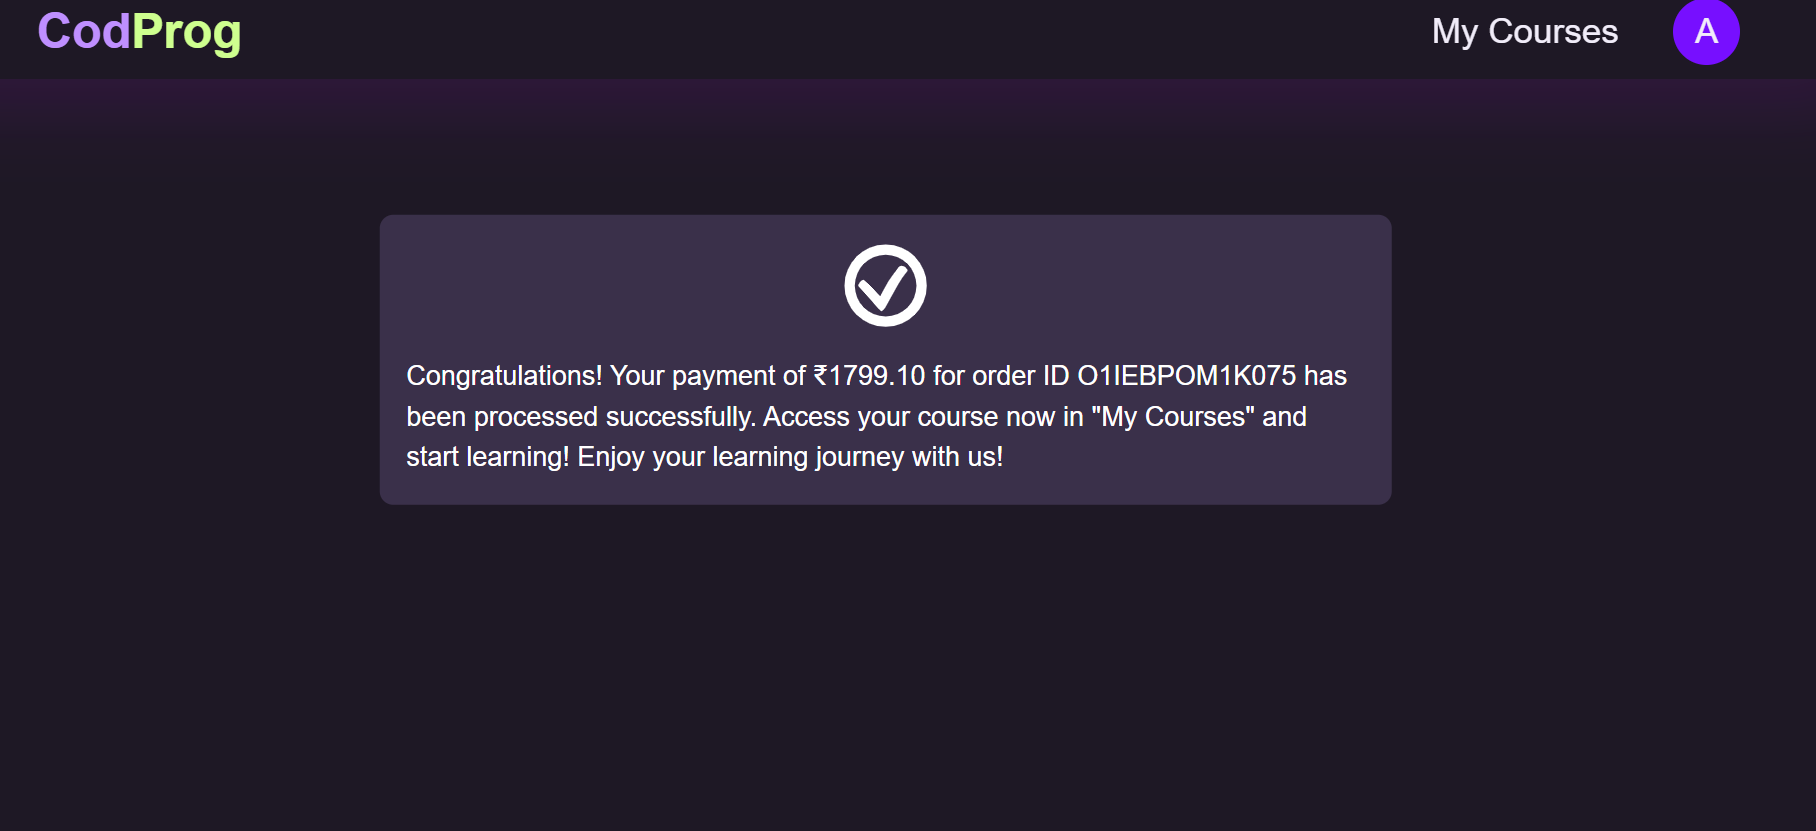 CodProg
My Courses
A
Congratulations! Your payment of ₹1799.10 for order ID O1IEBPOM1K075 has
been processed successfully. Access your course now in "My Courses" and
start learning! Enjoy your learning journey with us!